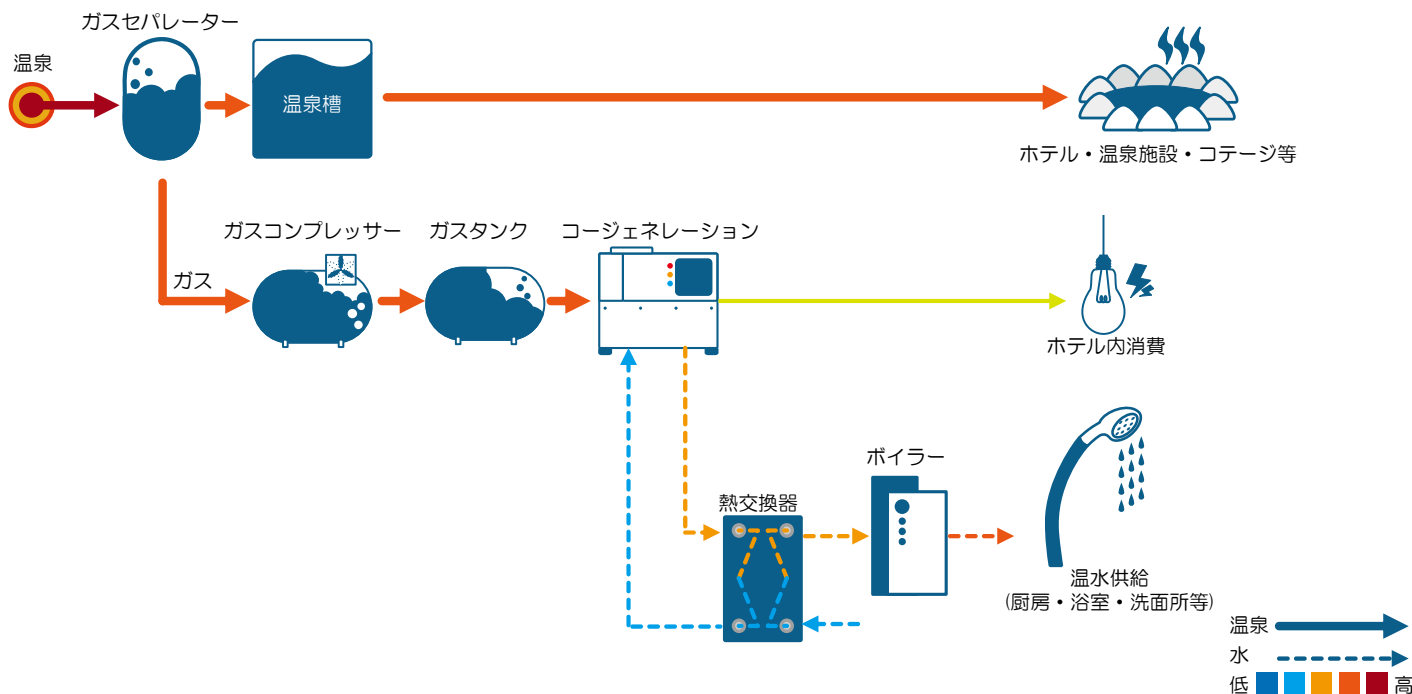 ガスセパレーター
温泉
温泉槽
ホテル・温泉施設・コテージ等
ガス
ガスコンプレッサー
ガスタンク
コージェネレーション
ホテル内消費
熱交換器
ボイラー
温水供給
(厨房・浴室・洗面所等)
温泉
水
低 高